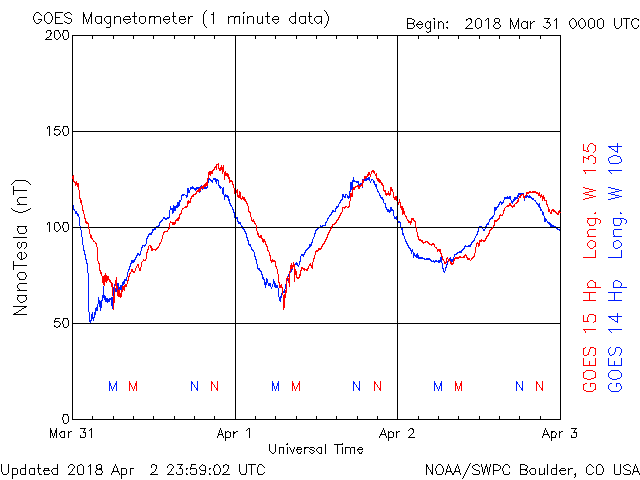 GOES Magnetometer (1 minute data)
Begin: 2018 Mar 31 0000 UTC
200
150
100
50
0
NanoTesla (nT)
M M N N M M N N M M N N
Mar 31 Apr 1 Apr 2 Apr 3
Universal Time
GOES 15 Hp Long. W 135
GOES 14 Hp Long. W 104
Updated 2018 Apr 2 23:59:02 UTC
NOAA/SWPC Boulder, CO USA